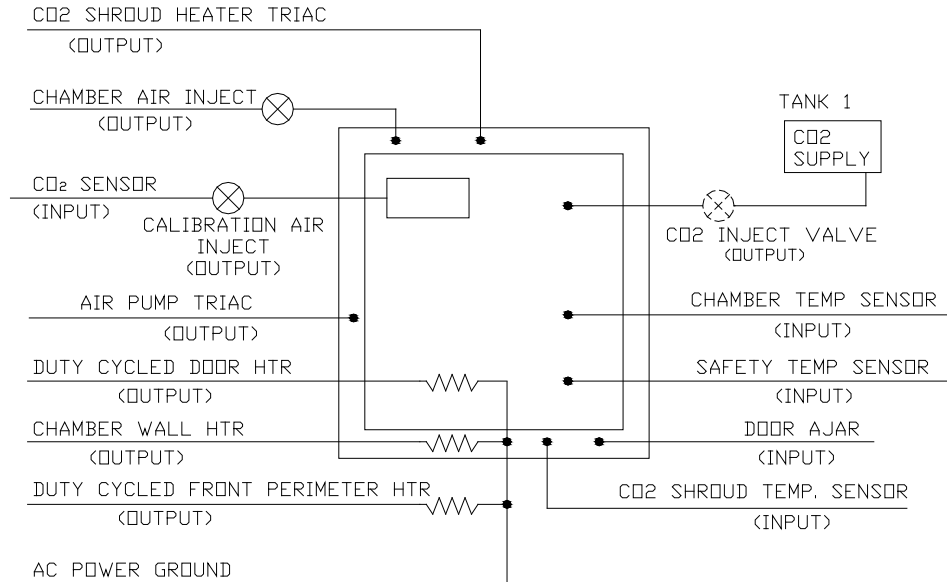 CO2 SHROUD HEATER TRIAC
(OUTPUT)
CHAMBER AIR INJECT
(OUTPUT)
TANK 1
CO2
SUPPLY
CO₂ SENSOR
(INPUT)
CALIBRATION AIR
INJECT
(OUTPUT)
CO2 INJECT VALVE
(OUTPUT)
AIR PUMP TRIAC
(OUTPUT)
CHAMBER TEMP SENSOR
(INPUT)
DUTY CYCLED DOOR HTR
(OUTPUT)
SAFETY TEMP SENSOR
(INPUT)
CHAMBER WALL HTR
(OUTPUT)
DOOR AJAR
(INPUT)
DUTY CYCLED FRONT PERIMETER HTR
(OUTPUT)
CO2 SHROUD TEMP. SENSOR
(INPUT)
AC POWER GROUND